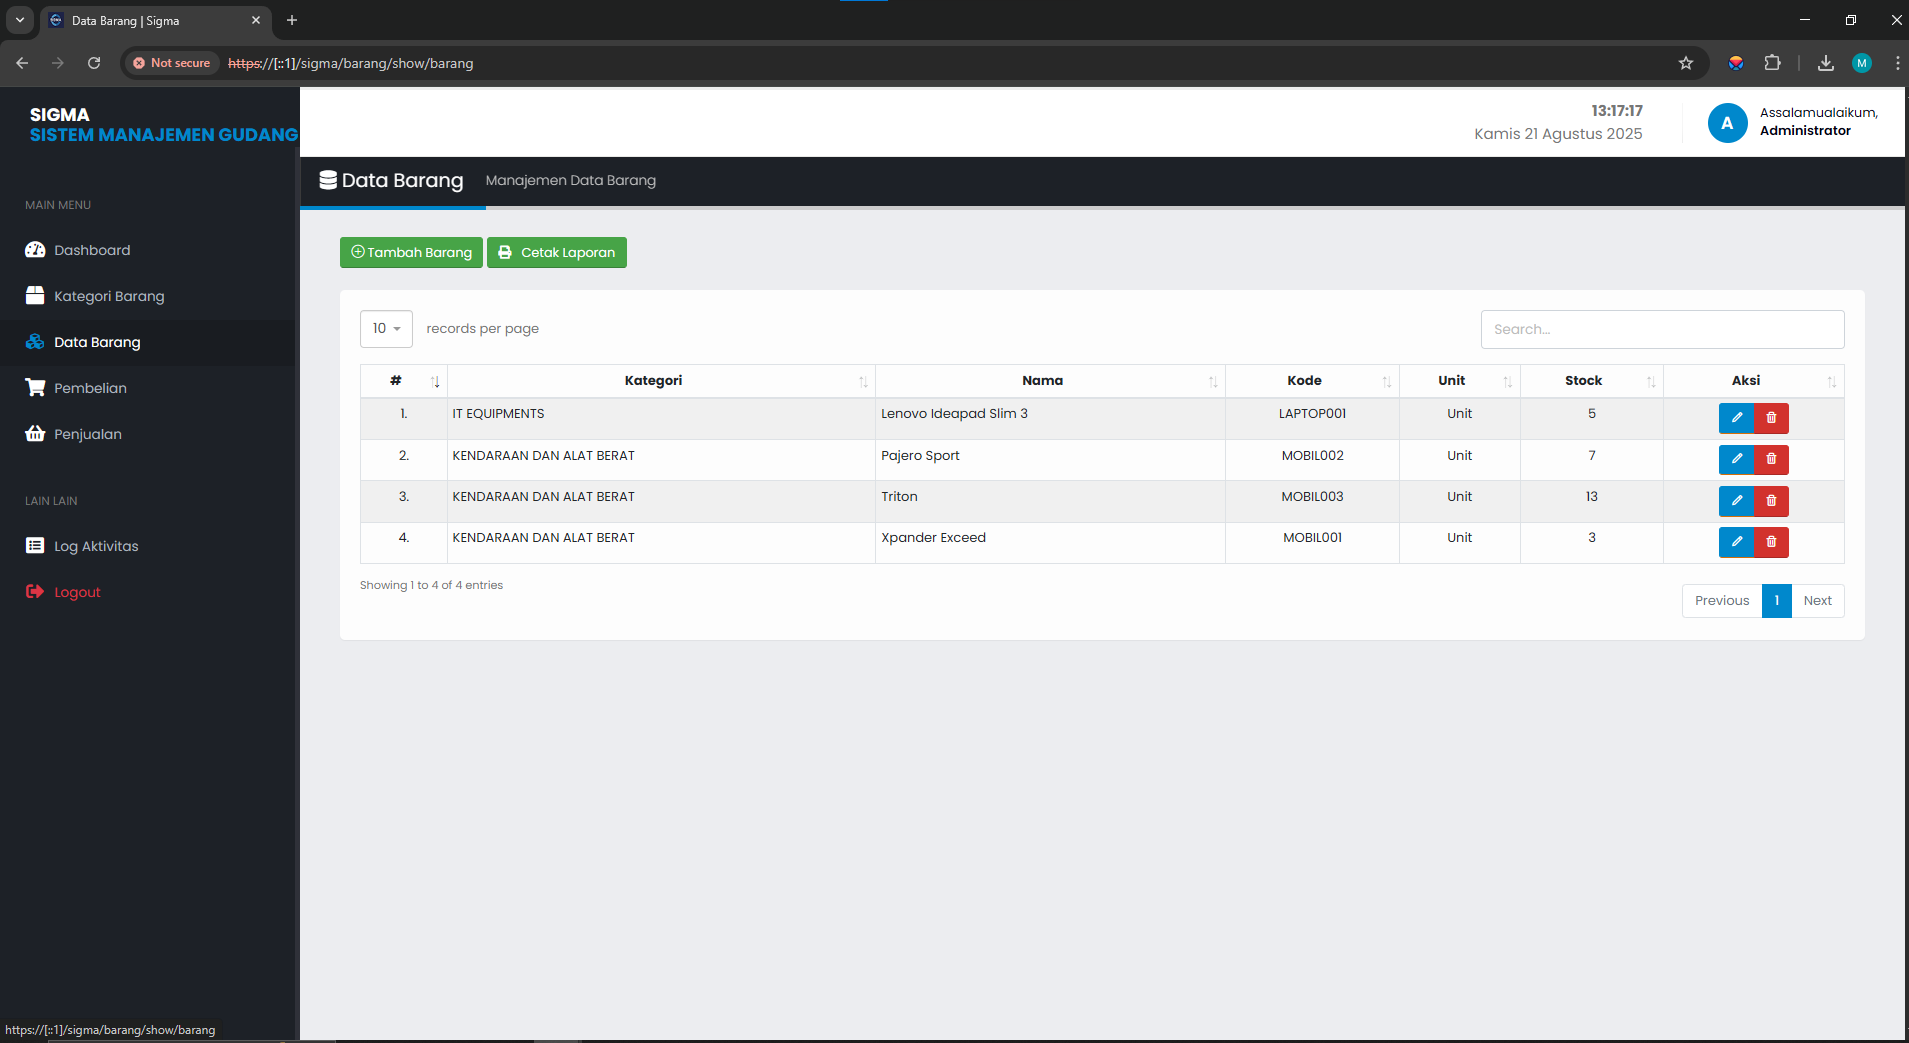 Data Barang | Sigma
Not secure https://[::1]/sigma/barang/show/barang
M
SIGMA
SISTEM MANAJEMEN GUDANG
13:17:17
Kamis 21 Agustus 2025
A
Assalamualaikum,
Administrator
MAIN MENU
Dashboard
Kategori Barang
Data Barang
Pembelian
Penjualan
LAIN LAIN
Log Aktivitas
Logout
Data Barang Manajemen Data Barang
Tambah Barang Cetak Laporan
10 records per page Search...
# Kategori Nama Kode Unit Stock Aksi
1. IT EQUIPMENTS Lenovo Ideapad Slim 3 LAPTOP001 Unit 5
2. KENDARAAN DAN ALAT BERAT Pajero Sport MOBIL002 Unit 7
3. KENDARAAN DAN ALAT BERAT Triton MOBIL003 Unit 13
4. KENDARAAN DAN ALAT BERAT Xpander Exceed MOBIL001 Unit 3
Showing 1 to 4 of 4 entries
Previous 1 Next
https://[::1]/sigma/barang/show/barang